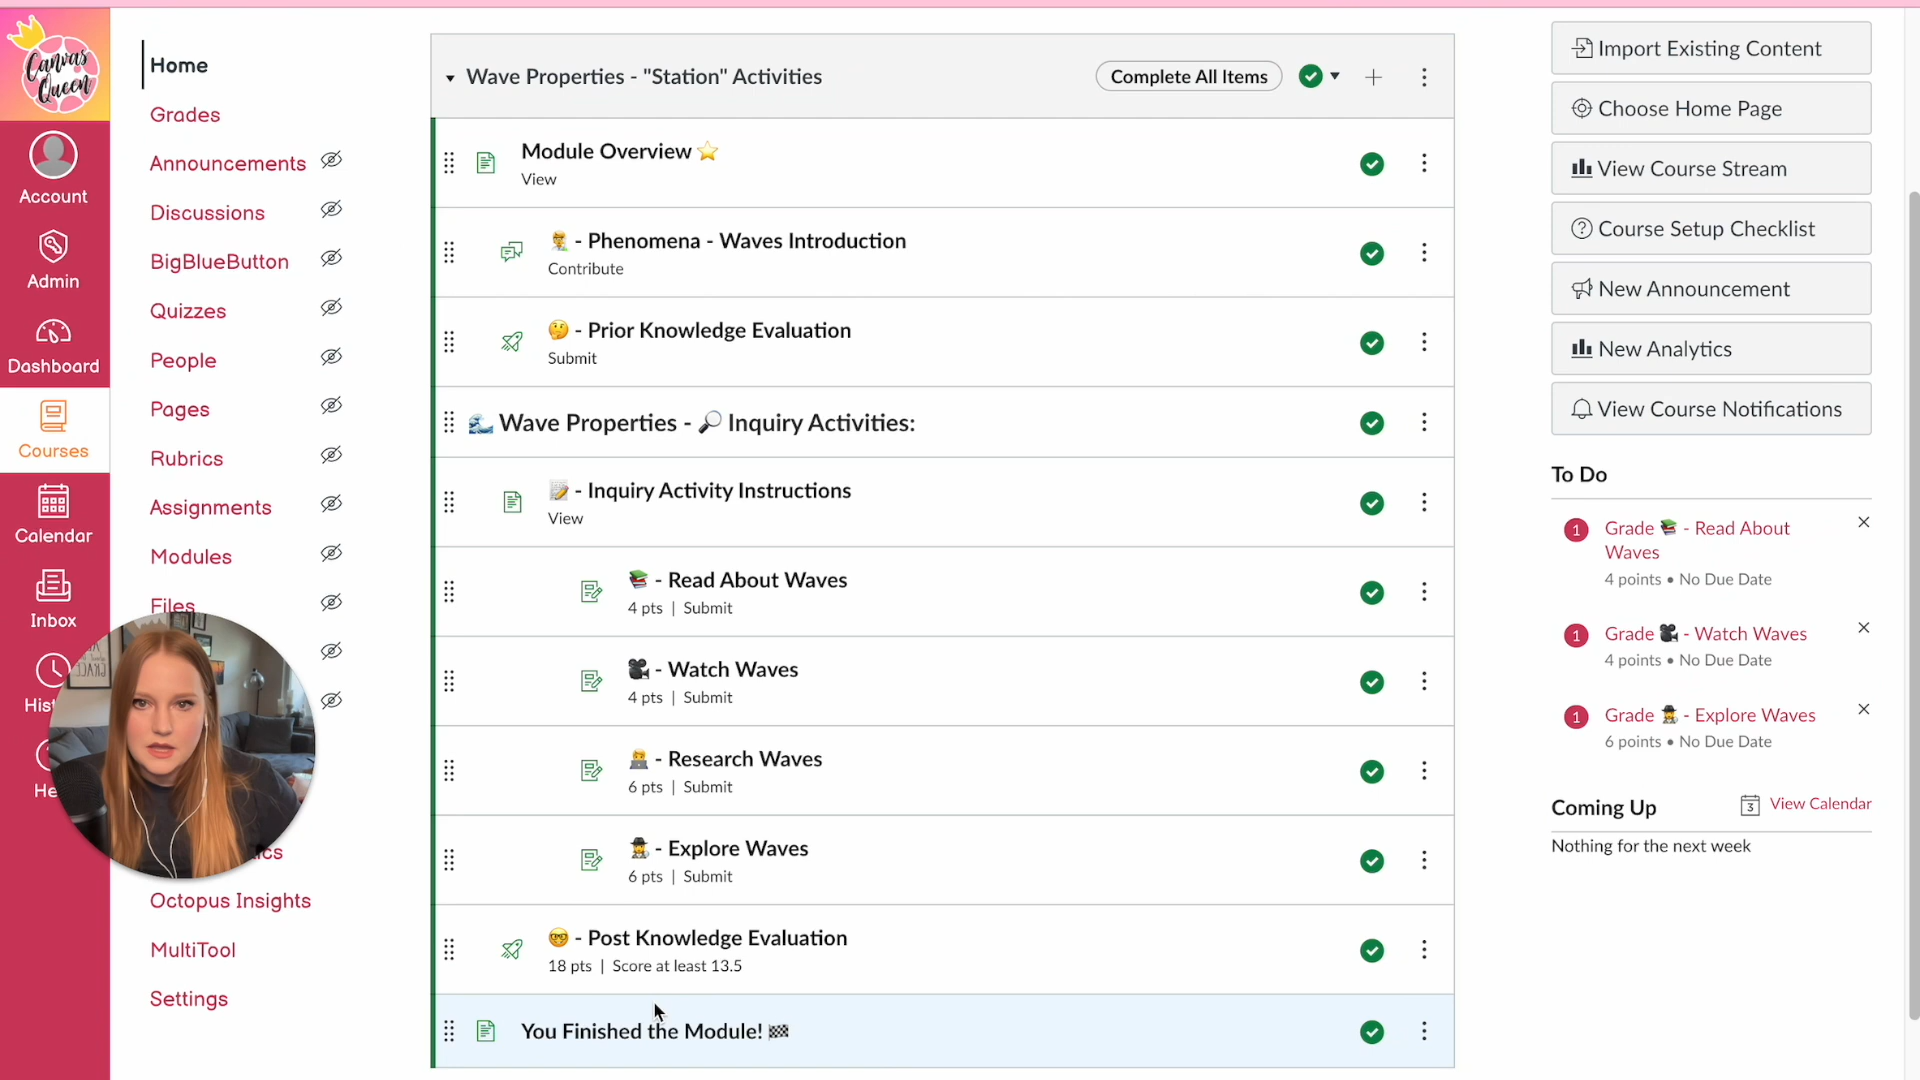 Canvas
Queen
Account
Admin
Dashboard
Courses
Calendar
Inbox
Home
Grades
Announcements
Discussions
BigBlueButton
Quizzes
People
Pages
Rubrics
Assignments
Modules
Files
Octopus Insights
MultiTool
Settings
Wave Properties - "Station" Activities
Complete All Items
Module Overview ⭐
View
👨‍🔬 - Phenomena - Waves Introduction
Contribute
🤔 - Prior Knowledge Evaluation
Submit
🌊 Wave Properties - 🔎 Inquiry Activities:
📝 - Inquiry Activity Instructions
View
📚 - Read About Waves
4 pts | Submit
🎥 - Watch Waves
4 pts | Submit
🧑‍💻 - Research Waves
6 pts | Submit
🕵️ - Explore Waves
6 pts | Submit
🤓 - Post Knowledge Evaluation
18 pts | Score at least 13.5
You Finished the Module! 🏁
Import Existing Content
Choose Home Page
View Course Stream
Course Setup Checklist
New Announcement
New Analytics
View Course Notifications
To Do
1 Grade 📚 - Read About
Waves
4 points • No Due Date
1 Grade 🎥 - Watch Waves
4 points • No Due Date
1 Grade 🕵️ - Explore Waves
6 points • No Due Date
Coming Up
3 View Calendar
Nothing for the next week